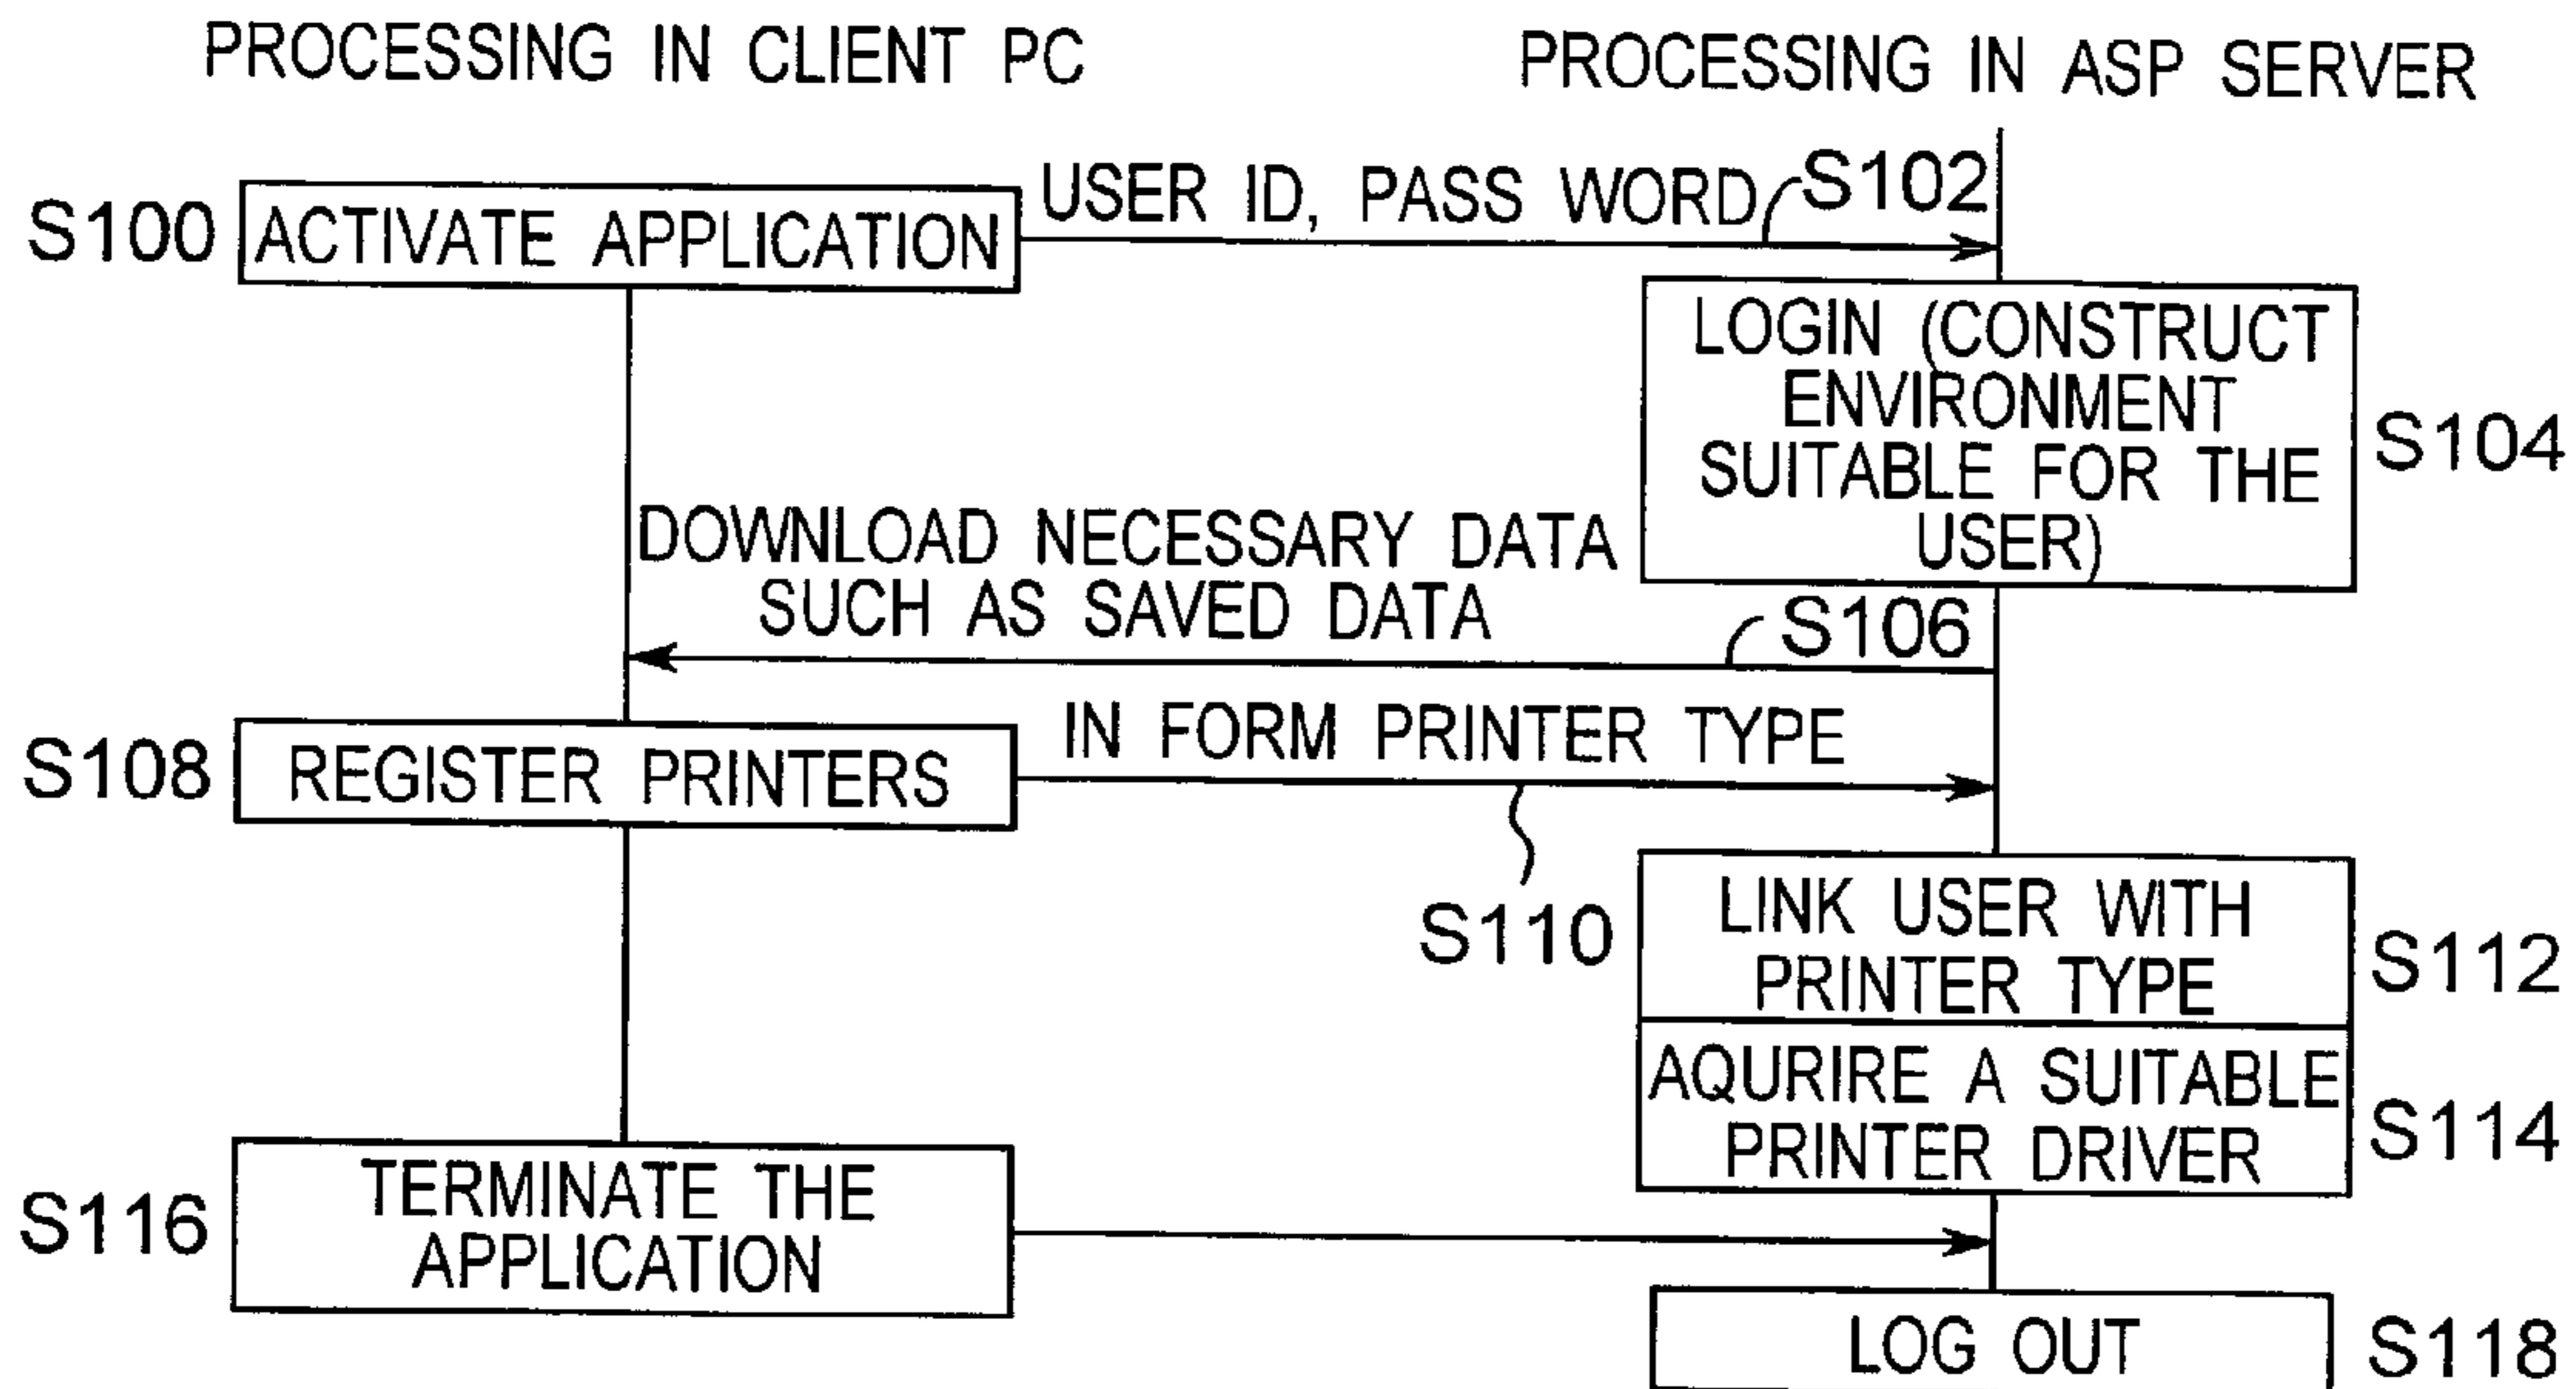 PROCESSING IN CLIENT PC
PROCESSING IN ASP SERVER
S100
ACTIVATE APPLICATION
USER ID, PASS WORD
S102
LOGIN (CONSTRUCT
ENVIRONMENT
SUITABLE FOR THE
USER)
S104
DOWNLOAD NECESSARY DATA
SUCH AS SAVED DATA
S106
S108
REGISTER PRINTERS
IN FORM PRINTER TYPE
S110
LINK USER WITH
PRINTER TYPE
S112
AQURIRE A SUITABLE
PRINTER DRIVER
S114
S116
TERMINATE THE
APPLICATION
LOG OUT
S118